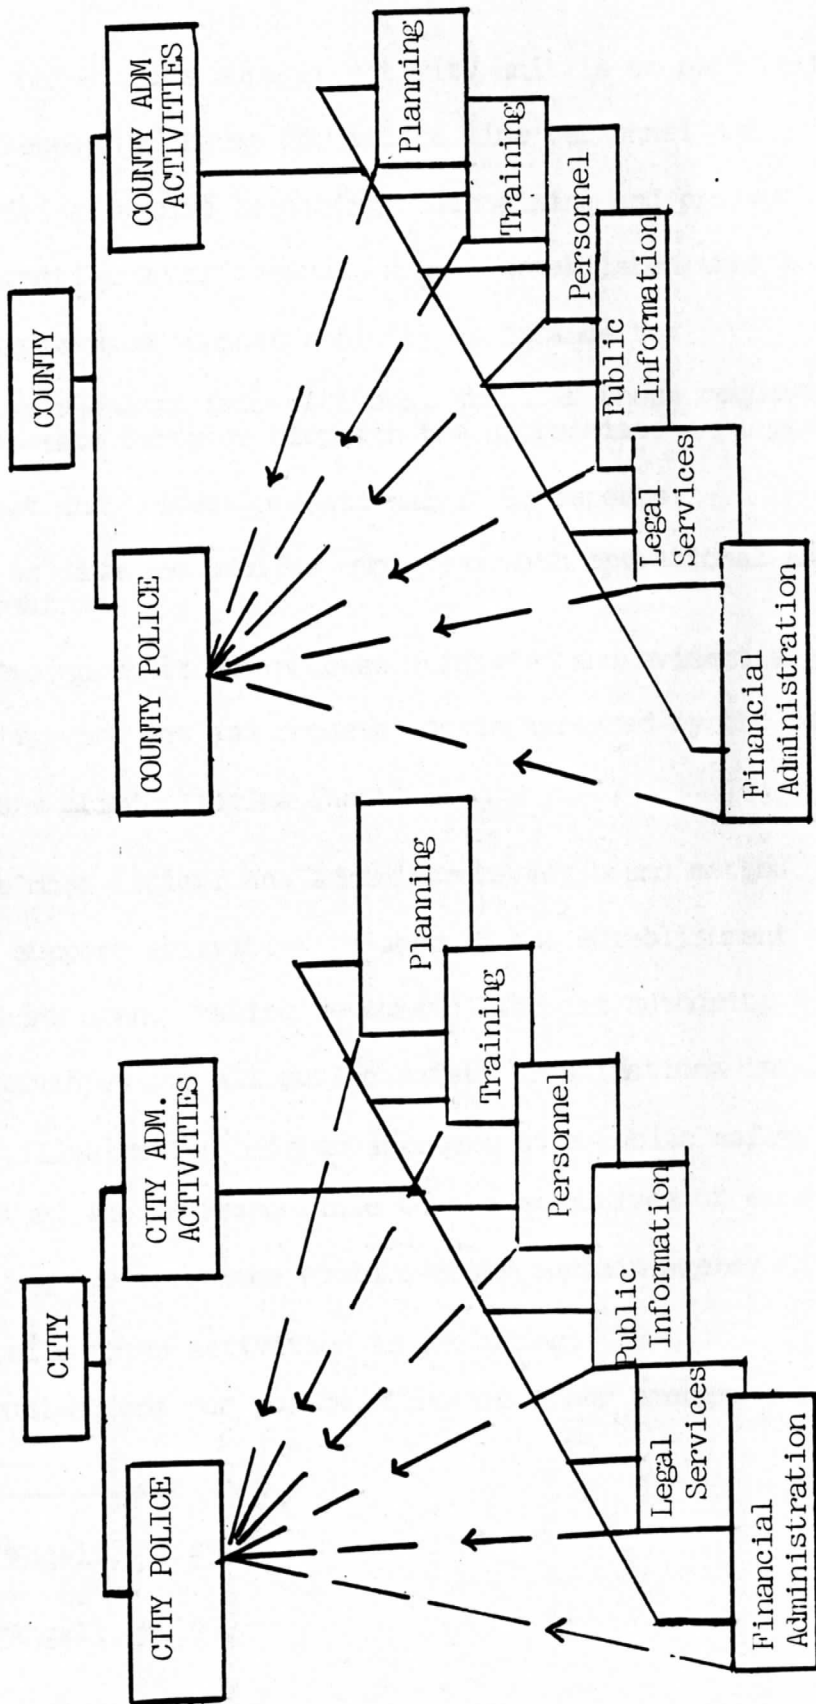 CITY
CITY POLICE
CITY ADM.
ACTIVITIES
Planning
Training
Personnel
Public
Information
Legal
Services
Financial
Administration
COUNTY
COUNTY POLICE
COUNTY ADM
ACTIVITIES
Planning
Training
Personnel
Public
Information
Legal
Services
Financial
Administration